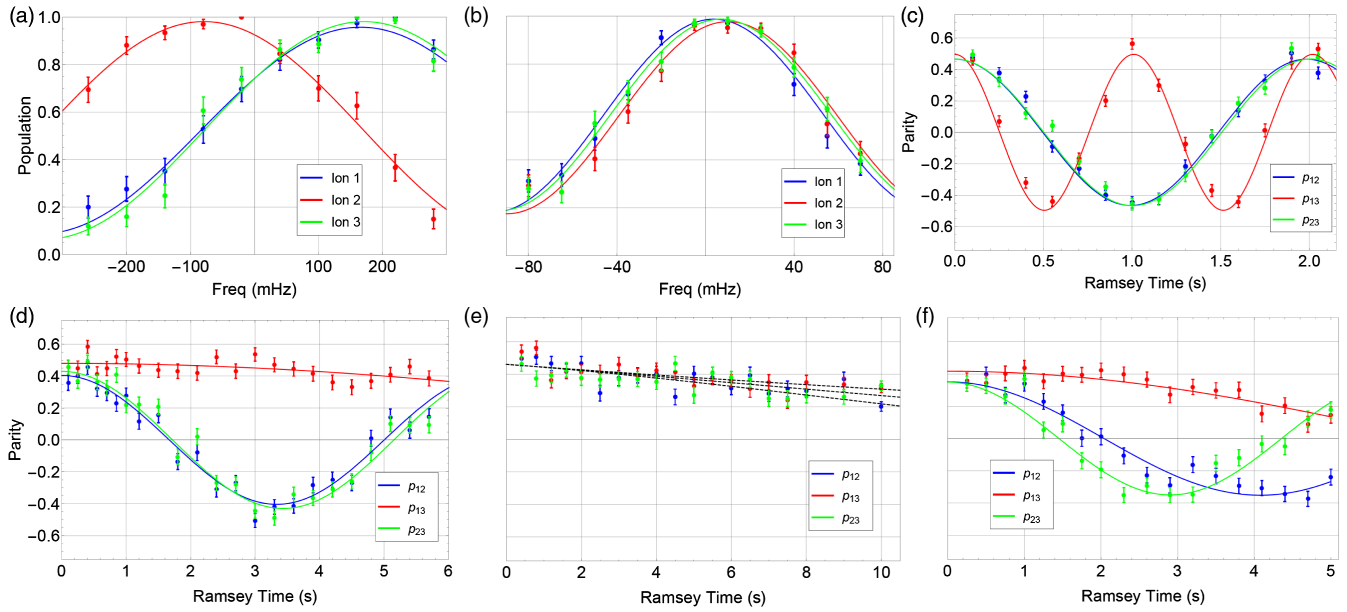 (a)
1.0
0.8
0.6
0.4
0.2
0.0
Population
Ion 1
Ion 2
Ion 3
−200
−100
0
100
200
Freq (mHz)
(b)
Ion 1
Ion 2
Ion 3
−80
−40
0
40
80
Freq (mHz)
(c)
0.6
0.4
0.2
0.0
−0.2
−0.4
−0.6
Parity
p12
p13
p23
0.0
0.5
1.0
1.5
2.0
Ramsey Time (s)
(d)
0.6
0.4
0.2
0.0
−0.2
−0.4
−0.6
Parity
p12
p13
p23
0
1
2
3
4
5
6
Ramsey Time (s)
(e)
p12
p13
p23
0
2
4
6
8
10
Ramsey Time (s)
(f)
p12
p13
p23
0
1
2
3
4
5
Ramsey Time (s)